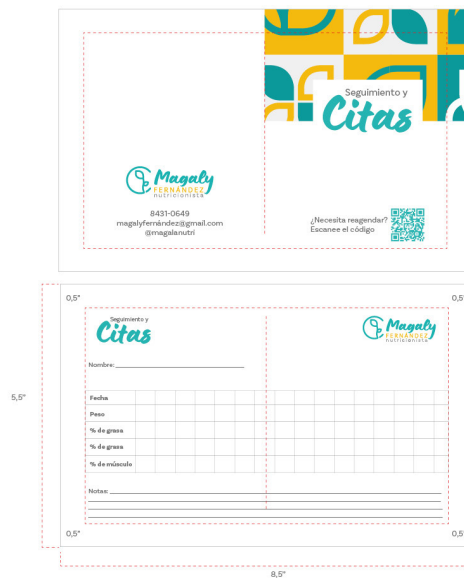 Seguimiento y
Citas
Magaly
FERNÁNDEZ
nutricionista
8431-0649
magalyfernández@gmail.com
@magalanutri
¿Necesita reagendar?
Escanee el código
0,5"
0,5"
Seguimiento y
Citas
Magaly
FERNÁNDEZ
nutricionista
Nombre:
5,5"
Fecha
Peso
% de grasa
% de grasa
% de músculo
Notas:
0,5"
0,5"
8,5"